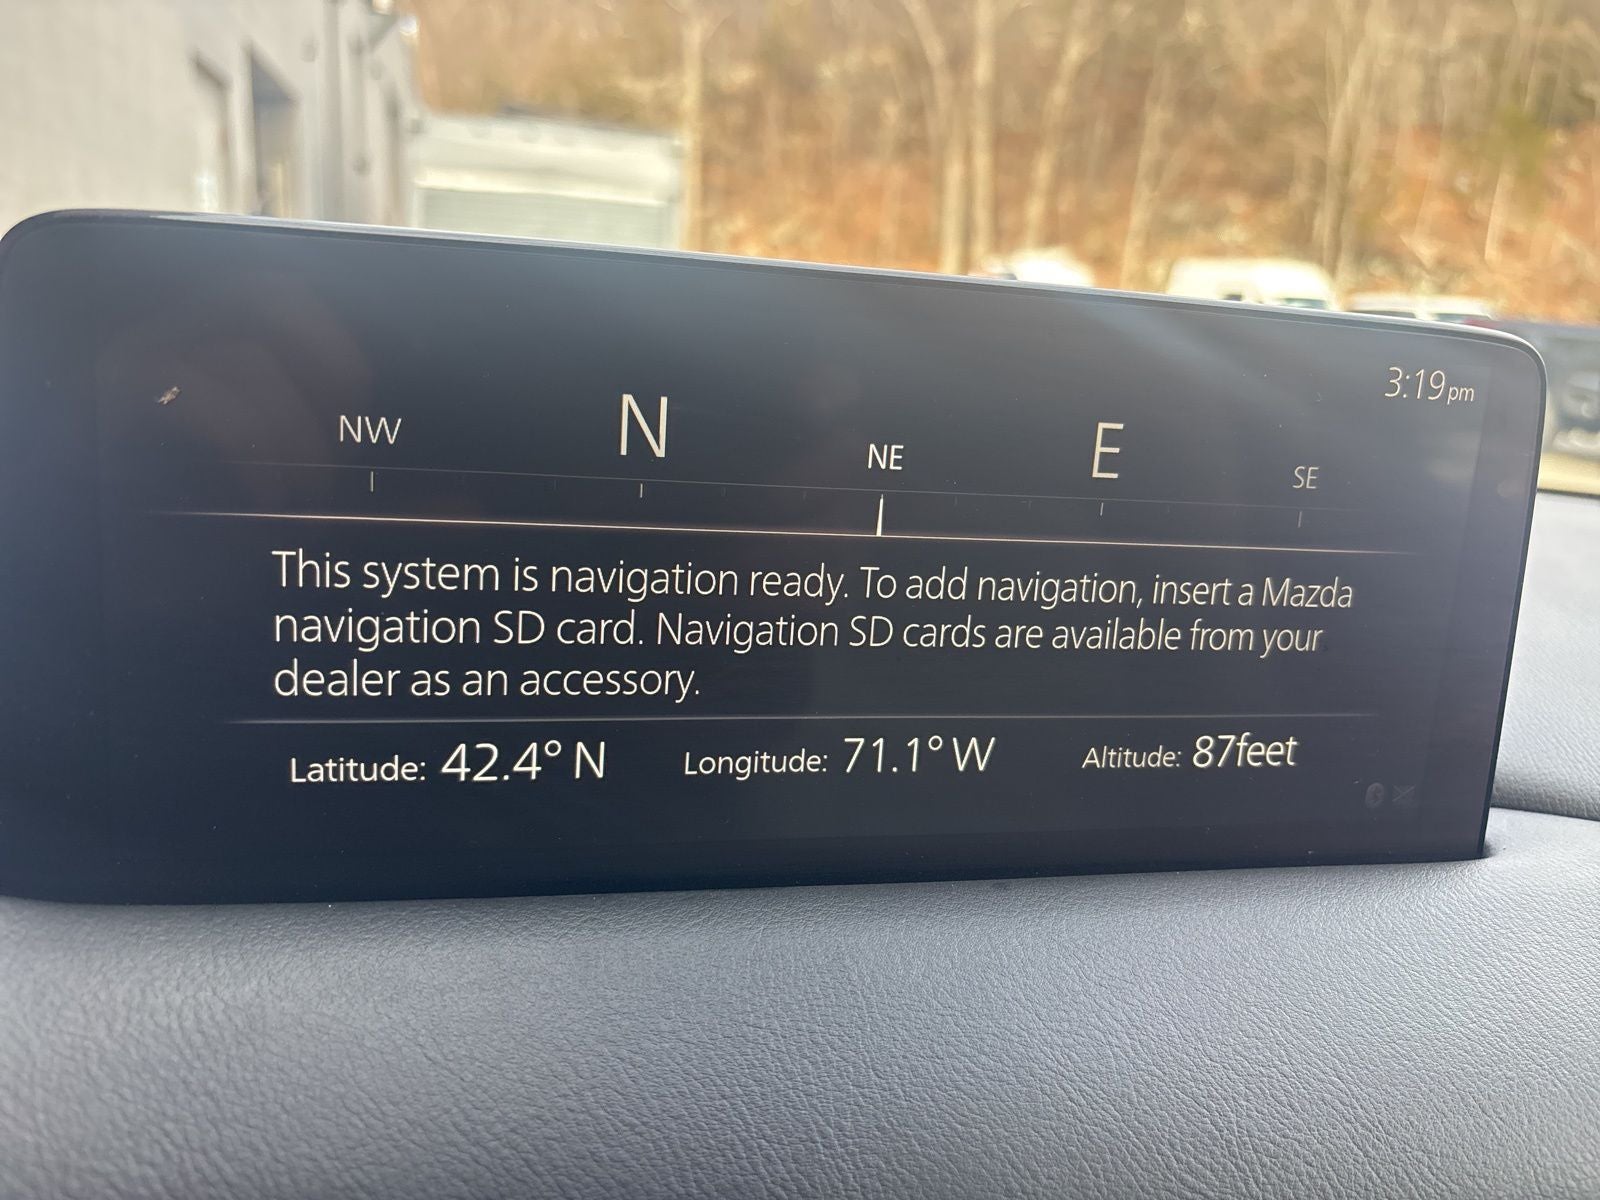 3:19pm
NW N NE E SE
This system is navigation ready. To add navigation, insert a Mazda
navigation SD card. Navigation SD cards are available from your
dealer as an accessory.
Latitude: 42.4° N Longitude: 71.1° W Altitude: 87feet